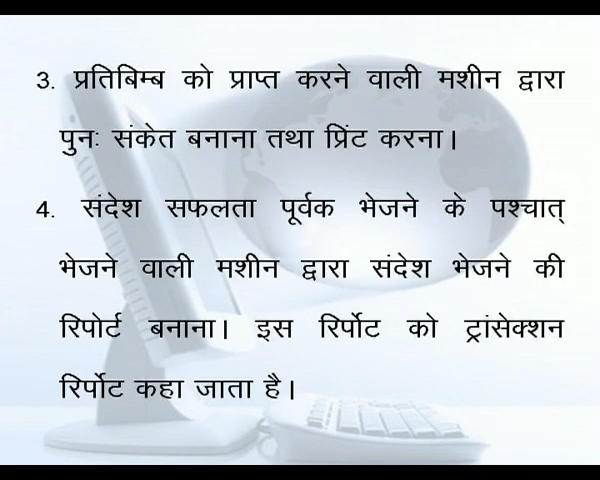 3. प्रतिबिम्ब को प्राप्त करने वाली मशीन द्वारा
पुनः संकेत बनाना तथा प्रिंट करना।
4. संदेश सफलता पूर्वक भेजने के पश्चात्
भेजने वाली मशीन द्वारा संदेश भेजने की
रिपोर्ट बनाना। इस रिर्पोट को ट्रांसेक्शन
रिर्पोट कहा जाता है।